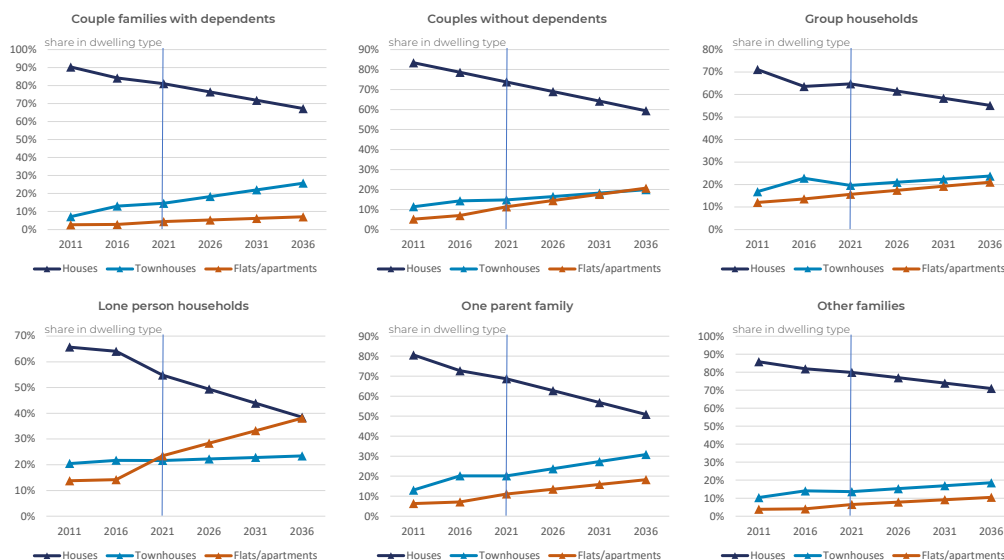 Couple families with dependents
share in dwelling type
100%
90%
80%
70%
60%
50%
40%
30%
20%
10%
0%
2011 2016 2021 2026 2031 2036
Houses Townhouses Flats/apartments
Couples without dependents
share in dwelling type
90%
80%
70%
60%
50%
40%
30%
20%
10%
0%
2011 2016 2021 2026 2031 2036
Houses Townhouses Flats/apartments
Group households
share in dwelling type
80%
70%
60%
50%
40%
30%
20%
10%
0%
2011 2016 2021 2026 2031 2036
Houses Townhouses Flats/apartments
Lone person households
share in dwelling type
70%
60%
50%
40%
30%
20%
10%
0%
2011 2016 2021 2026 2031 2036
Houses Townhouses Flats/apartments
One parent family
share in dwelling type
90%
80%
70%
60%
50%
40%
30%
20%
10%
0%
2011 2016 2021 2026 2031 2036
Houses Townhouses Flats/apartments
Other families
share in dwelling type
100%
90%
80%
70%
60%
50%
40%
30%
20%
10%
0%
2011 2016 2021 2026 2031 2036
Houses Townhouses Flats/apartments